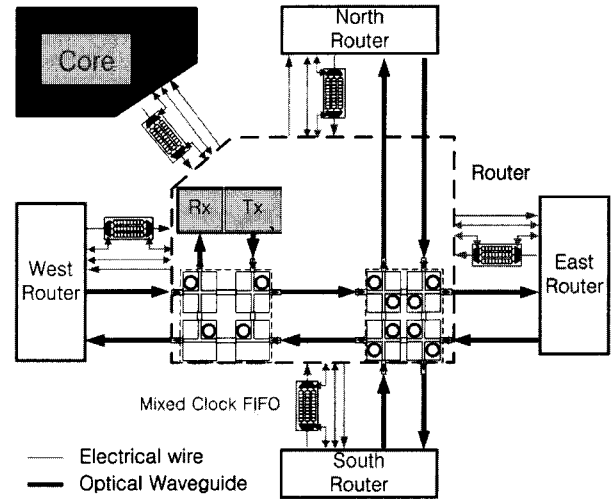 North
Router
Core
Router
Rx
Tx
West
Router
East
Router
Mixed Clock FIFO
South
Router
Electrical wire
Optical Waveguide